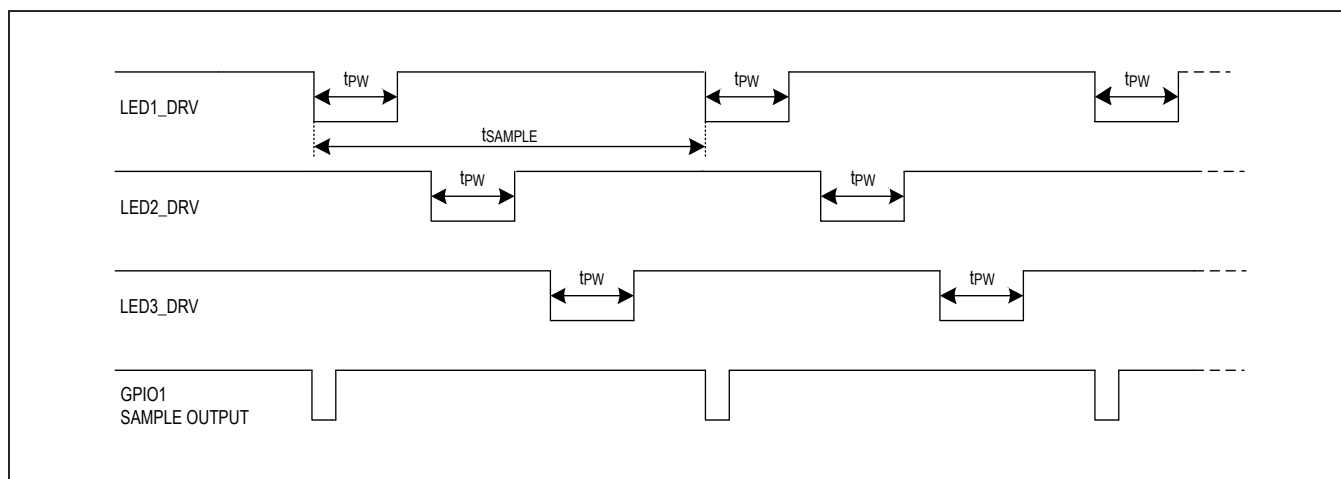 tPW
tPW
tPW
LED1_DRV
tSAMPLE
tPW
tPW
LED2_DRV
tPW
tPW
LED3_DRV
GPIO1
SAMPLE OUTPUT